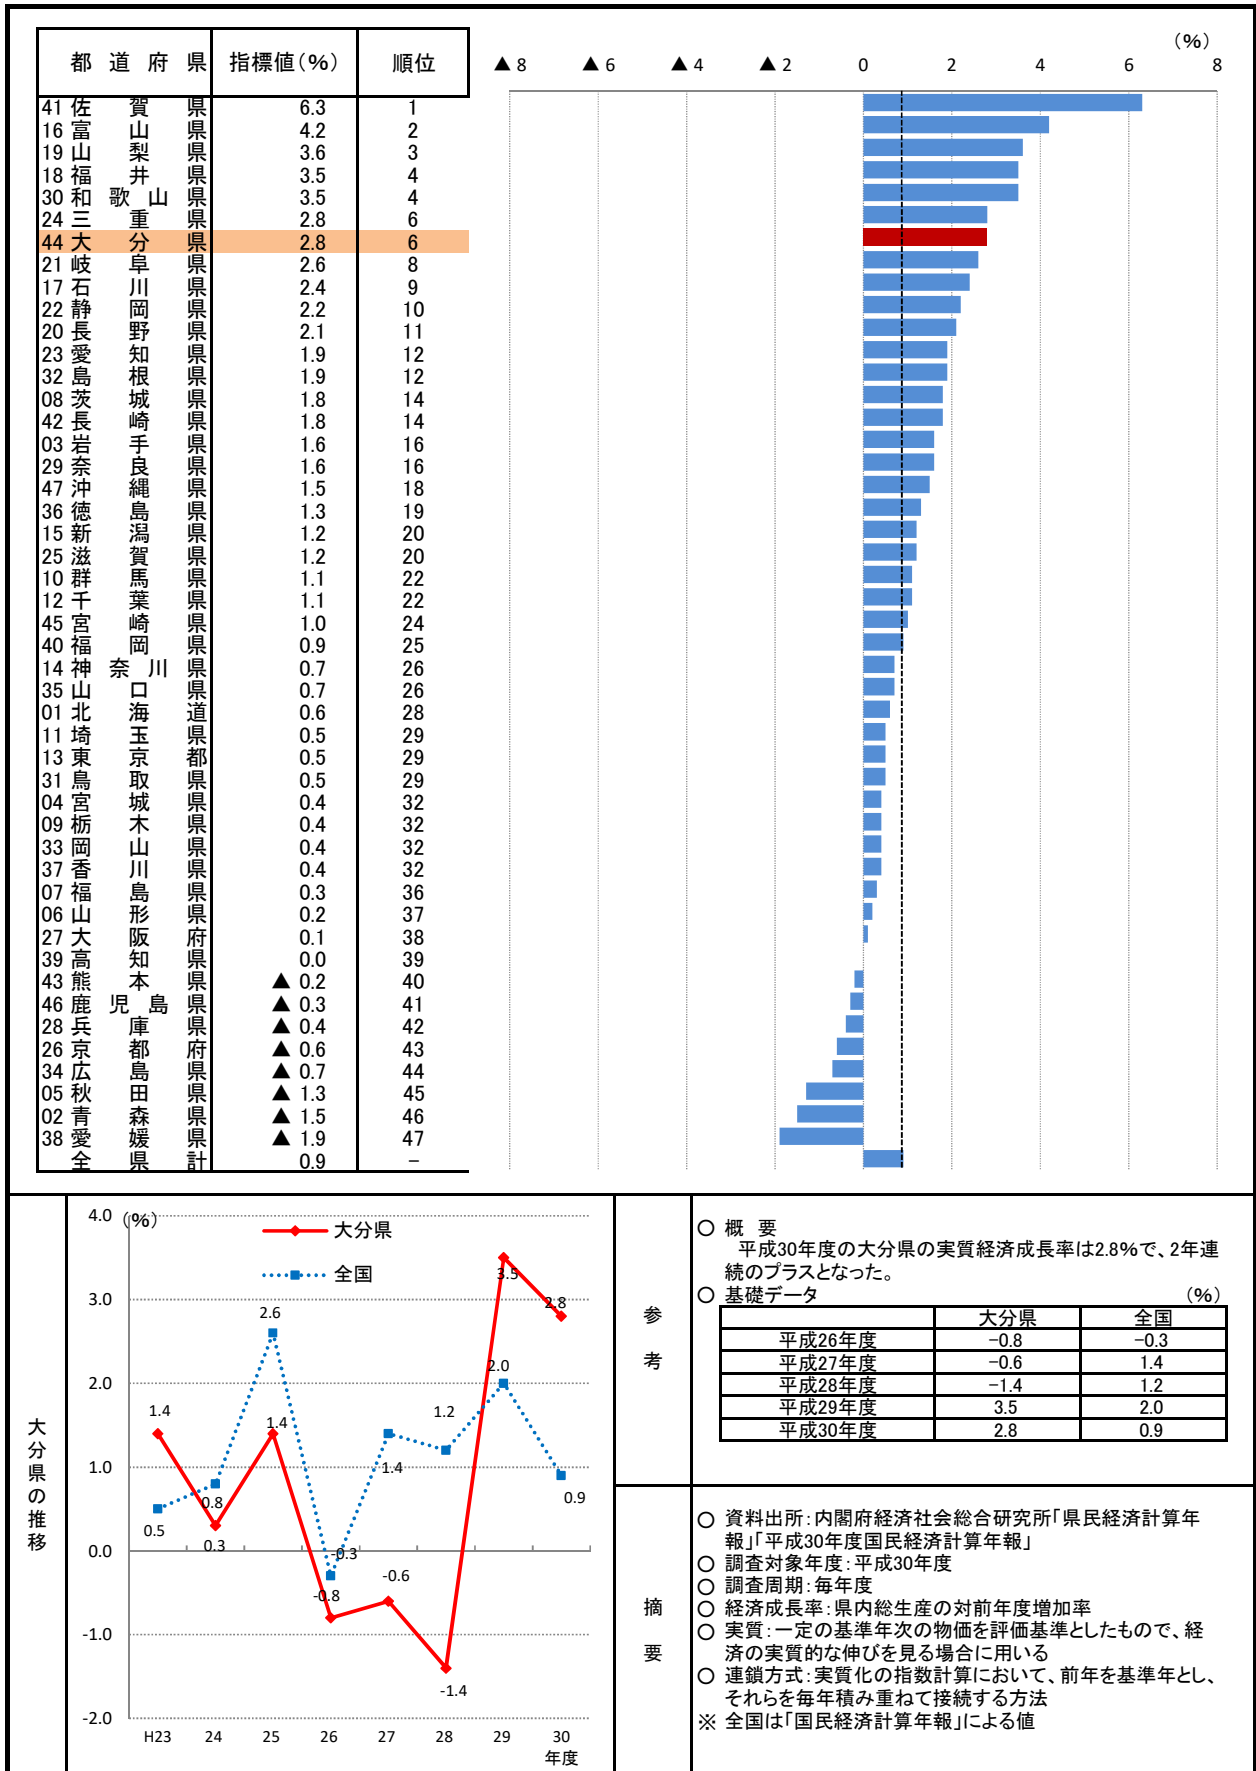 都道府県 指標値(%) 順位
(%)
▲ 8 ▲ 6 ▲ 4 ▲ 2 0 2 4 6 8
41 佐賀県 6.3 1
16 富山県 4.2 2
19 山梨県 3.6 3
18 福井県 3.5 4
30 和歌山県 3.5 4
24 三重県 2.8 6
44 大分県 2.8 6
21 岐阜県 2.6 8
17 石川県 2.4 9
22 静岡県 2.2 10
20 長野県 2.1 11
23 愛知県 1.9 12
32 島根県 1.9 12
08 茨城県 1.8 14
42 長崎県 1.8 14
03 岩手県 1.6 16
29 奈良県 1.6 16
47 沖縄県 1.5 18
36 徳島県 1.3 19
15 新潟県 1.2 20
25 滋賀県 1.2 20
10 群馬県 1.1 22
12 千葉県 1.1 22
45 宮崎県 1.0 24
40 福岡県 0.9 25
14 神奈川県 0.7 26
35 山口県 0.7 26
01 北海道 0.6 28
11 埼玉県 0.5 29
13 東京都 0.5 29
31 鳥取県 0.5 29
04 宮城県 0.4 32
09 栃木県 0.4 32
33 岡山県 0.4 32
37 香川県 0.4 32
07 福島県 0.3 36
06 山形県 0.2 37
27 大阪府 0.1 38
39 高知県 0.0 39
43 熊本県 ▲ 0.2 40
46 鹿児島県 ▲ 0.3 41
28 兵庫県 ▲ 0.4 42
26 京都府 ▲ 0.6 43
34 広島県 ▲ 0.7 44
05 秋田県 ▲ 1.3 45
02 青森県 ▲ 1.5 46
38 愛媛県 ▲ 1.9 47
全県計 0.9 −
大分県の推移
(%)
大分県
全国
4.0
3.0
2.0
1.0
0.0
-1.0
-2.0
1.4 0.3 1.4 -0.8 -0.6 -1.4 3.5 2.8
0.5 0.8 2.6 -0.3 1.4 1.2 2.0 0.9
H23 24 25 26 27 28 29 30
年度
参考
○ 概 要
平成30年度の大分県の実質経済成長率は2.8%で、2年連
続のプラスとなった。
○ 基礎データ (%)
大分県 全国
平成26年度 −0.8 −0.3
平成27年度 −0.6 1.4
平成28年度 −1.4 1.2
平成29年度 3.5 2.0
平成30年度 2.8 0.9
摘要
○ 資料出所:内閣府経済社会総合研究所「県民経済計算年
報」「平成30年度国民経済計算年報」
○ 調査対象年度:平成30年度
○ 調査周期:毎年度
○ 経済成長率:県内総生産の対前年度増加率
○ 実質:一定の基準年次の物価を評価基準としたもので、経
済の実質的な伸びを見る場合に用いる
○ 連鎖方式:実質化の指数計算において、前年を基準年とし、
それらを毎年積み重ねて接続する方法
※ 全国は「国民経済計算年報」による値